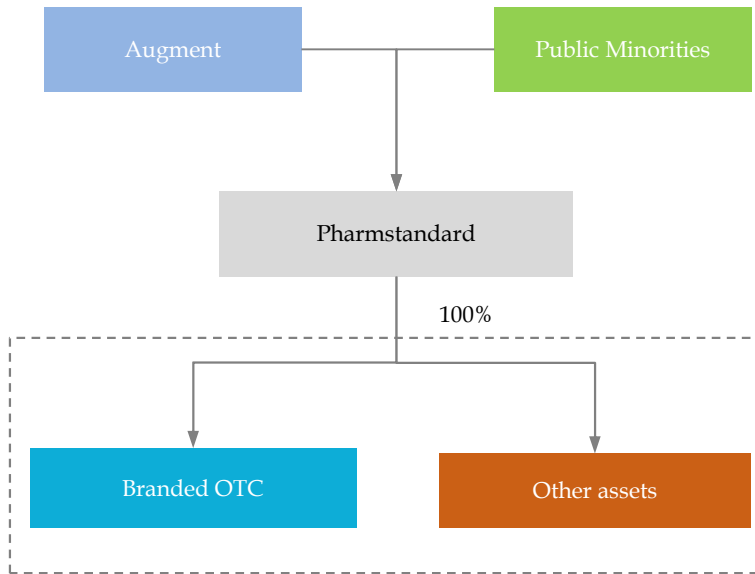 Augment
Public Minorities
Pharmstandard
100%
Branded OTC
Other assets